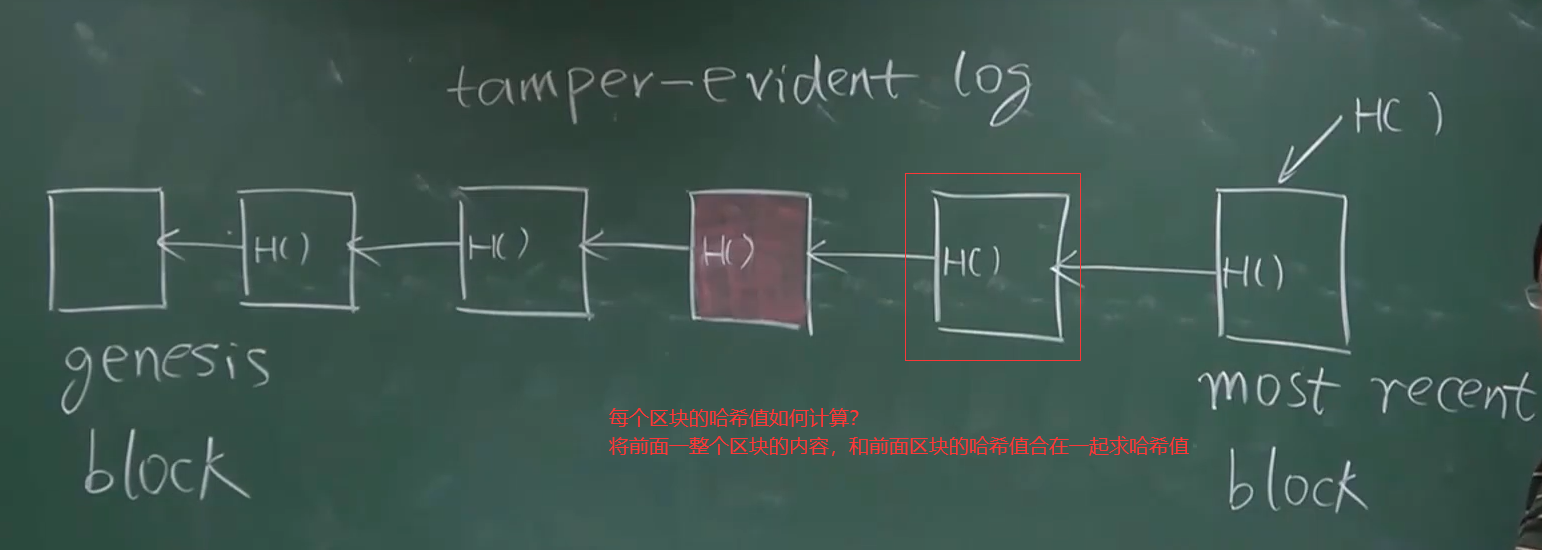 tamper-evident log
H( )
H( )
H( )
H( )
H( )
H( )
genesis
block
most recent
block
每个区块的哈希值如何计算？
将前面一整个区块的内容，和前面区块的哈希值合在一起求哈希值